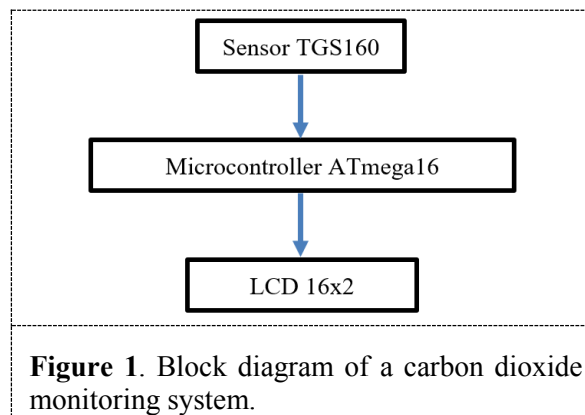 Sensor TGS160
Microcontroller ATmega16
LCD 16x2
Figure 1. Block diagram of a carbon dioxide
monitoring system.